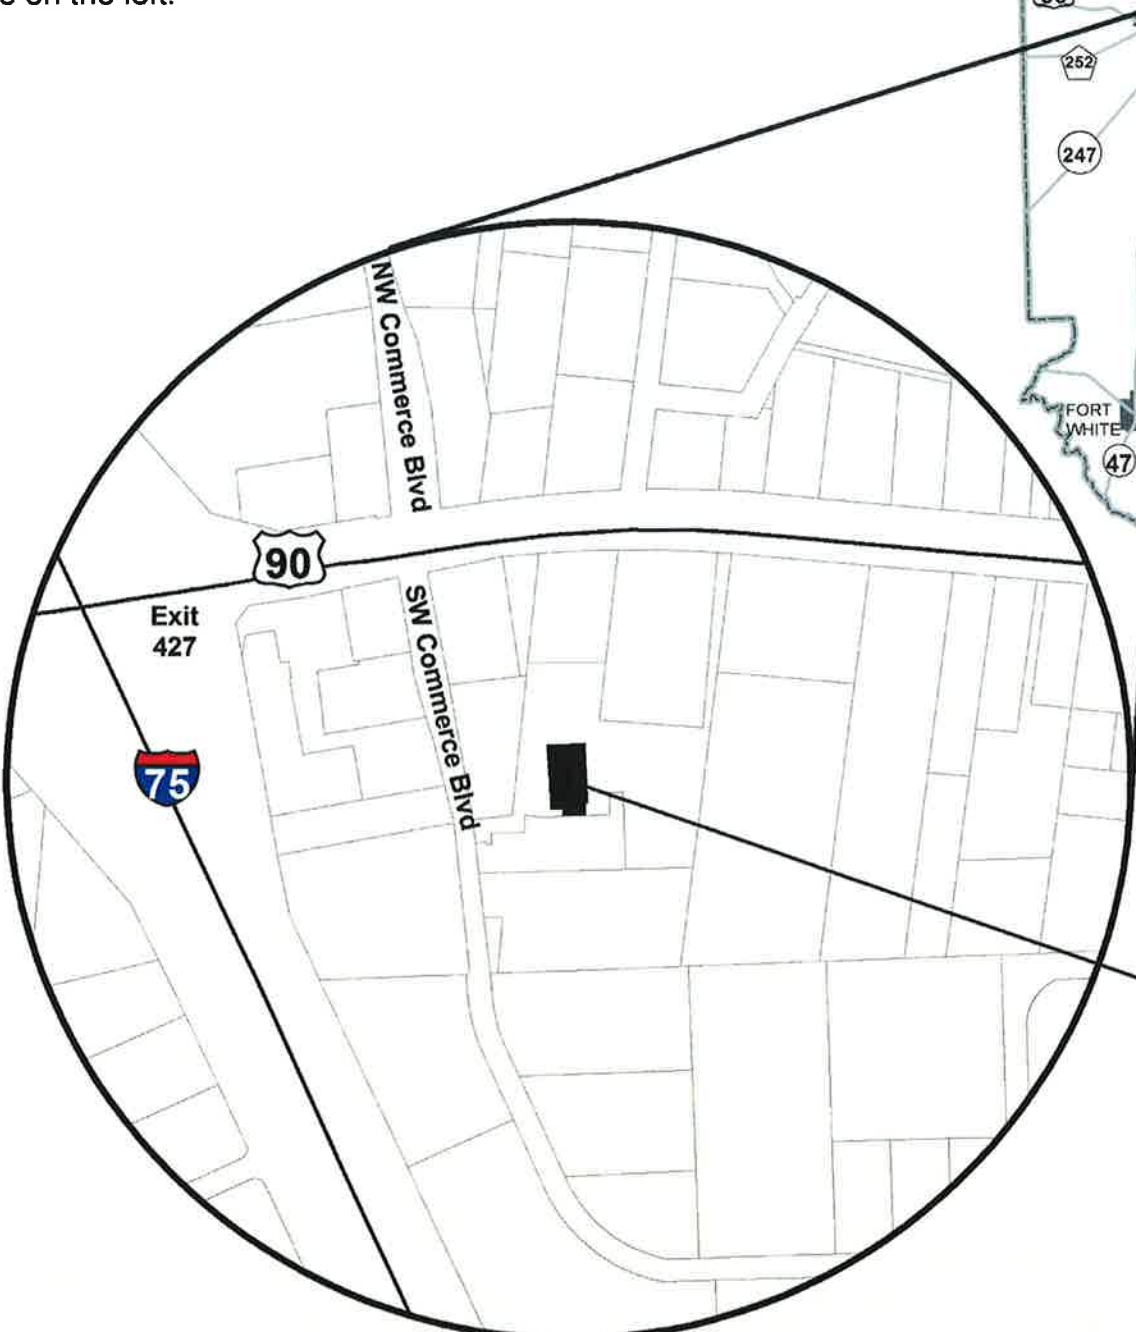 on the left.
252
247
NW Commerce Blvd
FORT
WHITE
47
90
Exit
427
SW Commerce Blvd
75